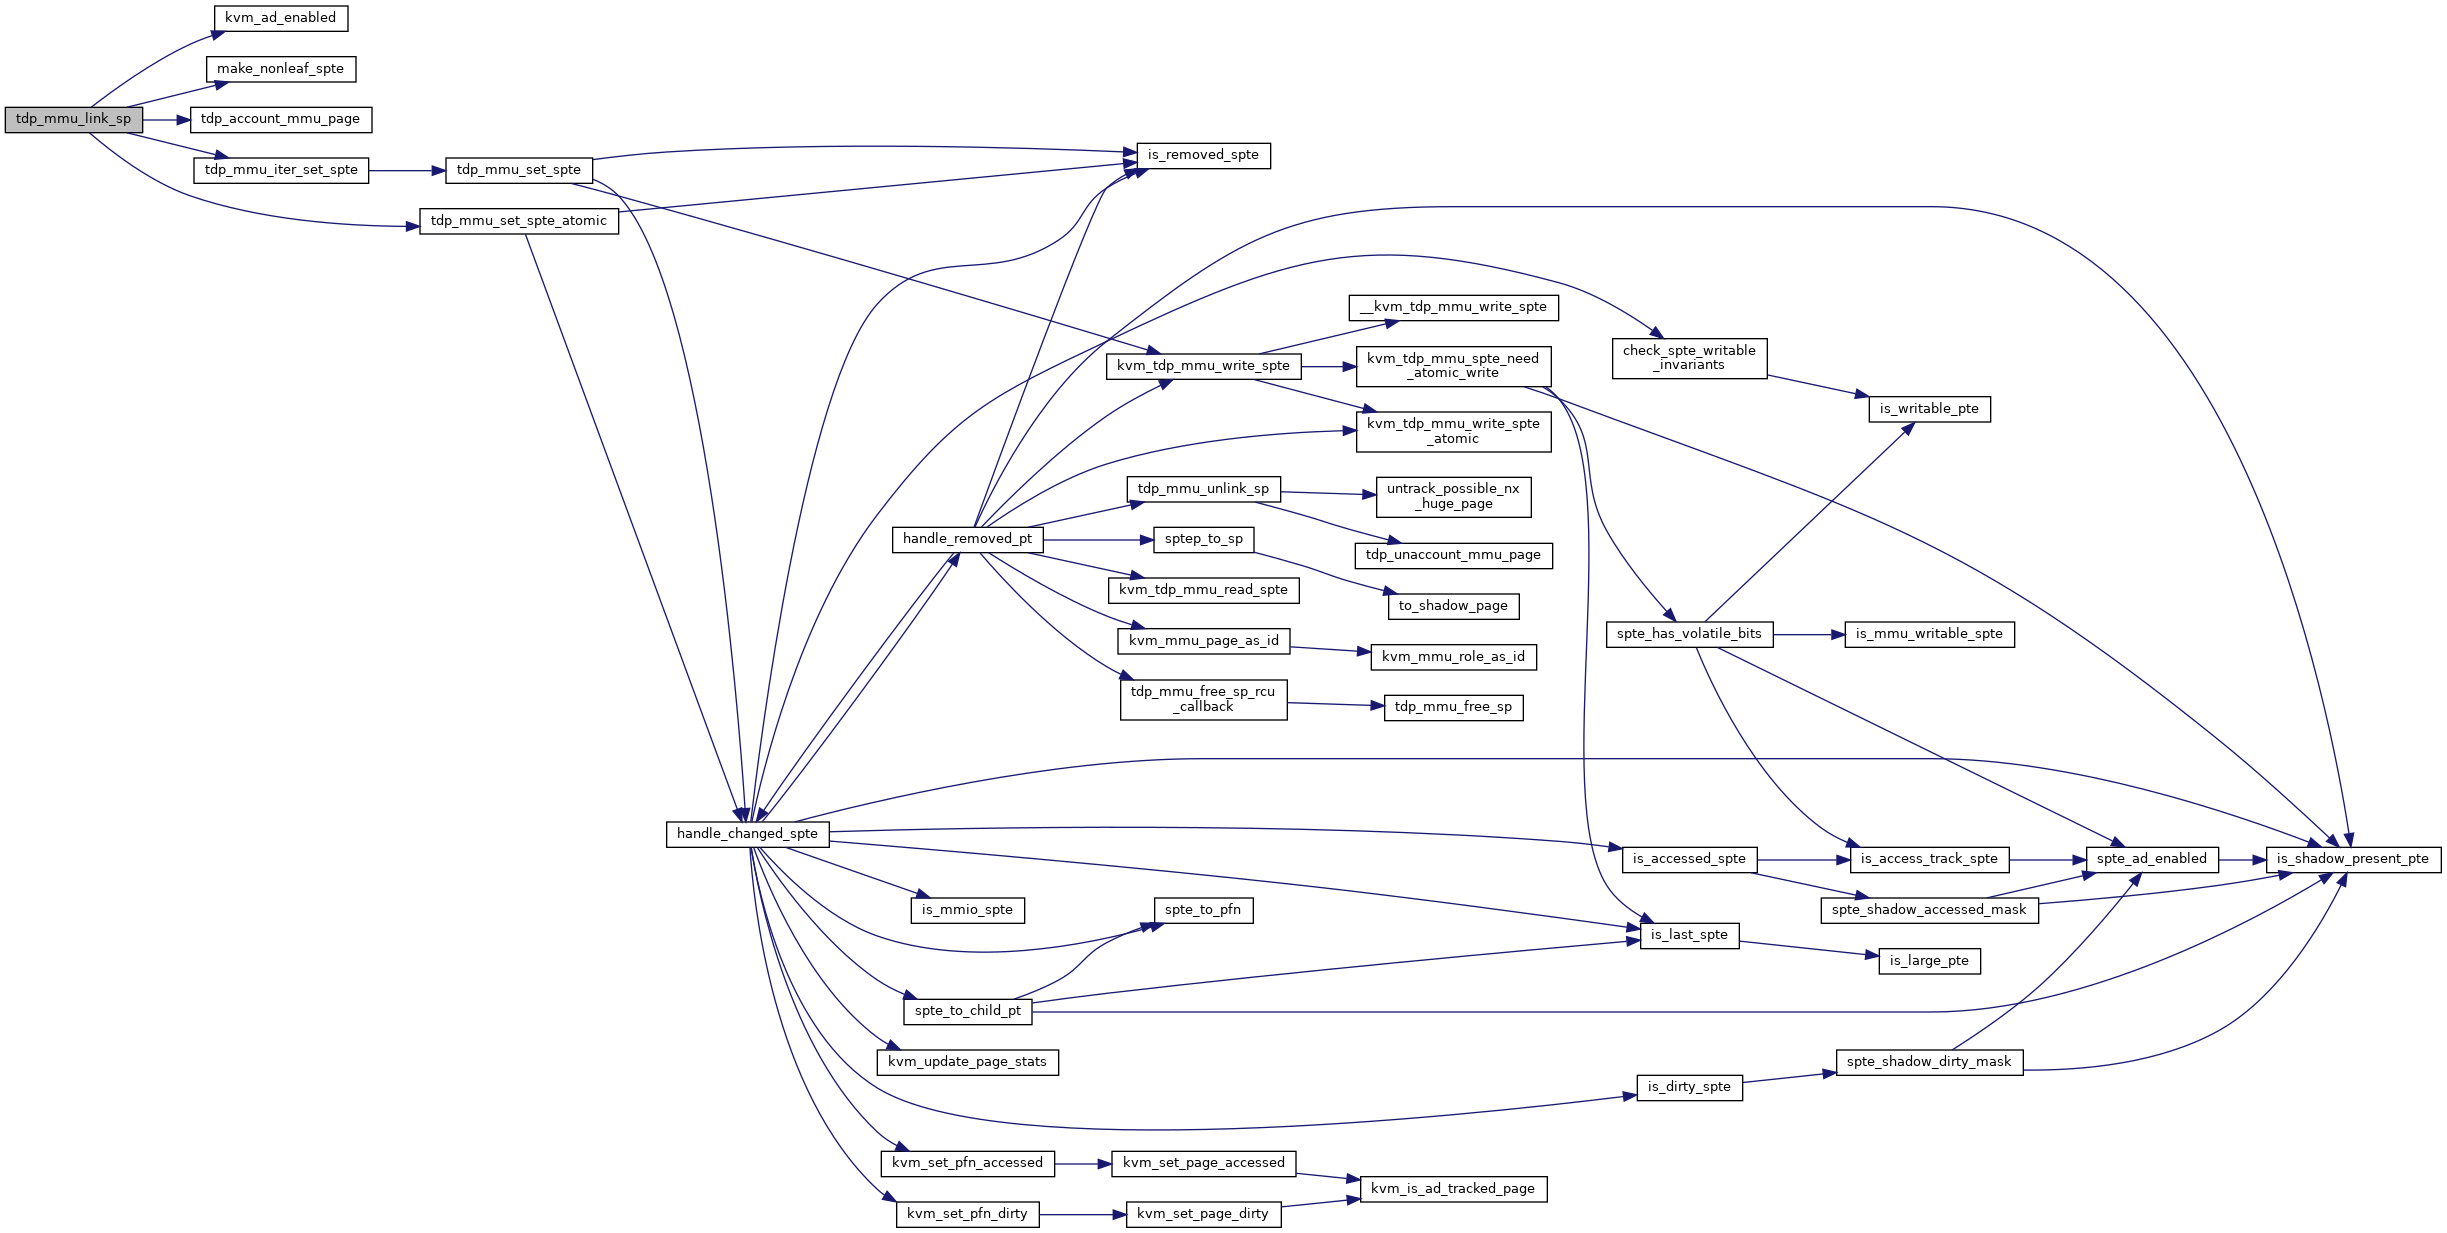 kvm_ad_enabled
make_nonleaf_spte
tdp_mmu_link_sp
tdp_account_mmu_page
tdp_mmu_iter_set_spte
tdp_mmu_set_spte
tdp_mmu_set_spte_atomic
is_removed_spte
__kvm_tdp_mmu_write_spte
kvm_tdp_mmu_write_spte
kvm_tdp_mmu_spte_need
_atomic_write
kvm_tdp_mmu_write_spte
_atomic
check_spte_writable
_invariants
is_writable_pte
tdp_mmu_unlink_sp
untrack_possible_nx
_huge_page
handle_removed_pt
sptep_to_sp
tdp_unaccount_mmu_page
kvm_tdp_mmu_read_spte
to_shadow_page
kvm_mmu_page_as_id
kvm_mmu_role_as_id
spte_has_volatile_bits
is_mmu_writable_spte
tdp_mmu_free_sp_rcu
_callback
tdp_mmu_free_sp
handle_changed_spte
is_accessed_spte
is_access_track_spte
spte_ad_enabled
is_shadow_present_pte
is_mmio_spte
spte_to_pfn
spte_shadow_accessed_mask
is_last_spte
is_large_pte
spte_to_child_pt
kvm_update_page_stats
spte_shadow_dirty_mask
is_dirty_spte
kvm_set_pfn_accessed
kvm_set_page_accessed
kvm_is_ad_tracked_page
kvm_set_pfn_dirty
kvm_set_page_dirty